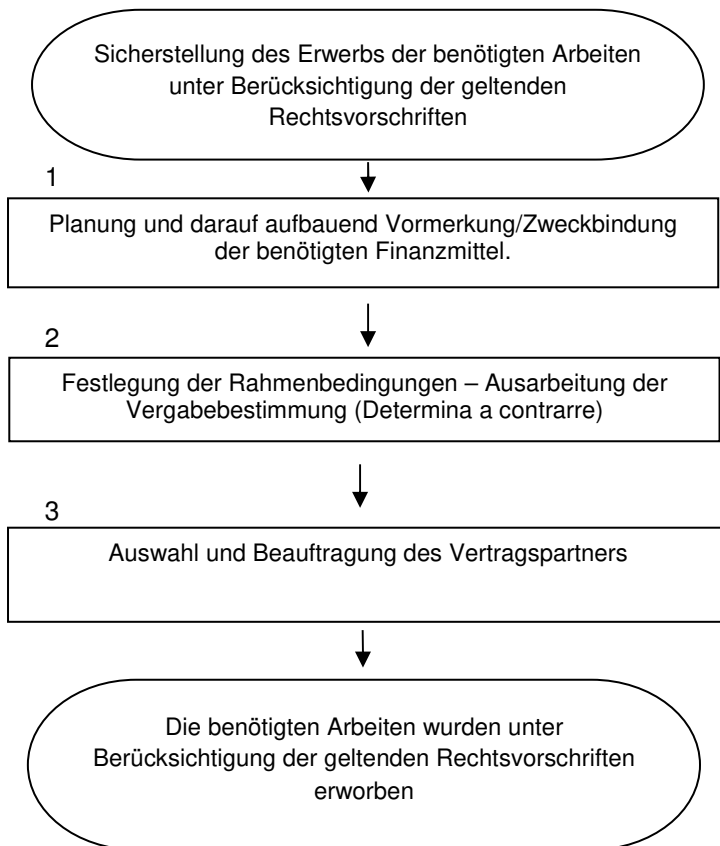 Sicherstellung des Erwerbs der benötigten Arbeiten
unter Berücksichtigung der geltenden
Rechtsvorschriften
1
Planung und darauf aufbauend Vormerkung/Zweckbindung
der benötigten Finanzmittel.
2
Festlegung der Rahmenbedingungen – Ausarbeitung der
Vergabebestimmung (Determina a contrarre)
3
Auswahl und Beauftragung des Vertragspartners
Die benötigten Arbeiten wurden unter
Berücksichtigung der geltenden Rechtsvorschriften
erworben